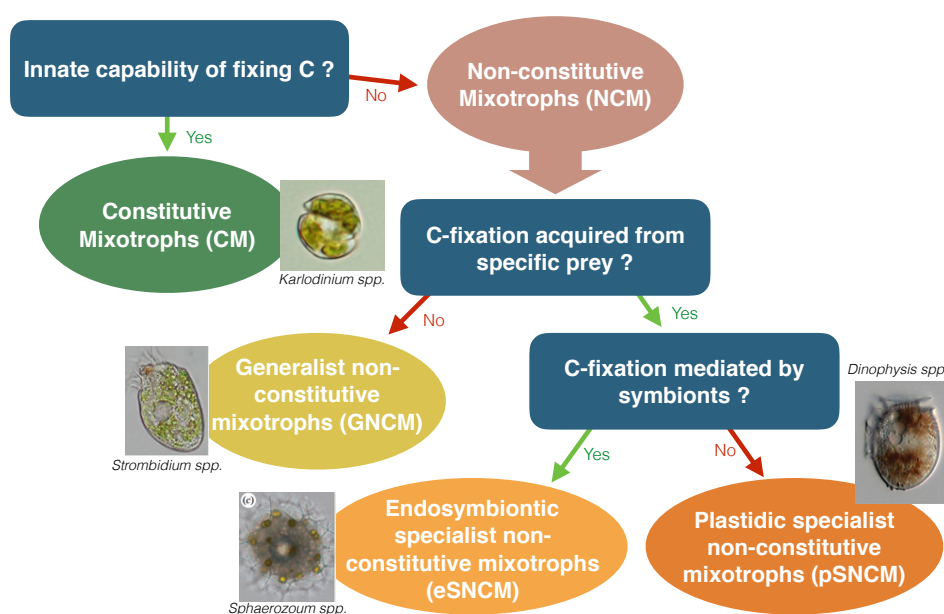 Innate capability of fixing C ?
No
Non-constitutive
Mixotrophs (NCM)
Yes
Constitutive
Mixotrophs (CM)
Karlodinium spp.
C-fixation acquired from
specific prey ?
No
Yes
Generalist non-
constitutive
mixotrophs (GNCM)
Strombidium spp.
C-fixation mediated by
symbionts ?
Dinophysis spp
Yes
No
(c)
Endosymbiontic
specialist non-
constitutive mixotrophs
(eSNCM)
Sphaerozoum spp.
Plastidic specialist
non-constitutive
mixotrophs (pSNCM)